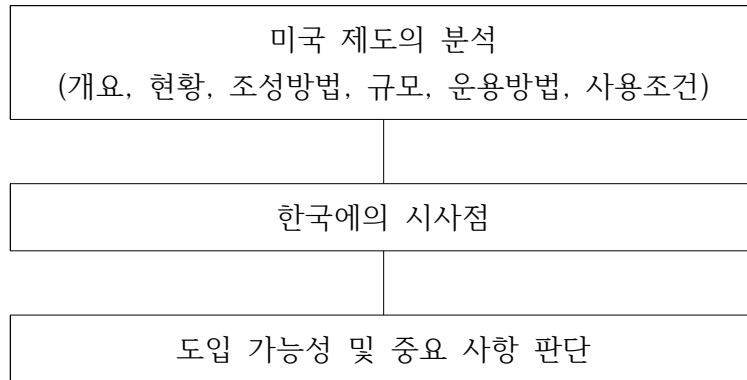 미국 제도의 분석
(개요, 현황, 조성방법, 규모, 운용방법, 사용조건)
한국에의 시사점
도입 가능성 및 중요 사항 판단